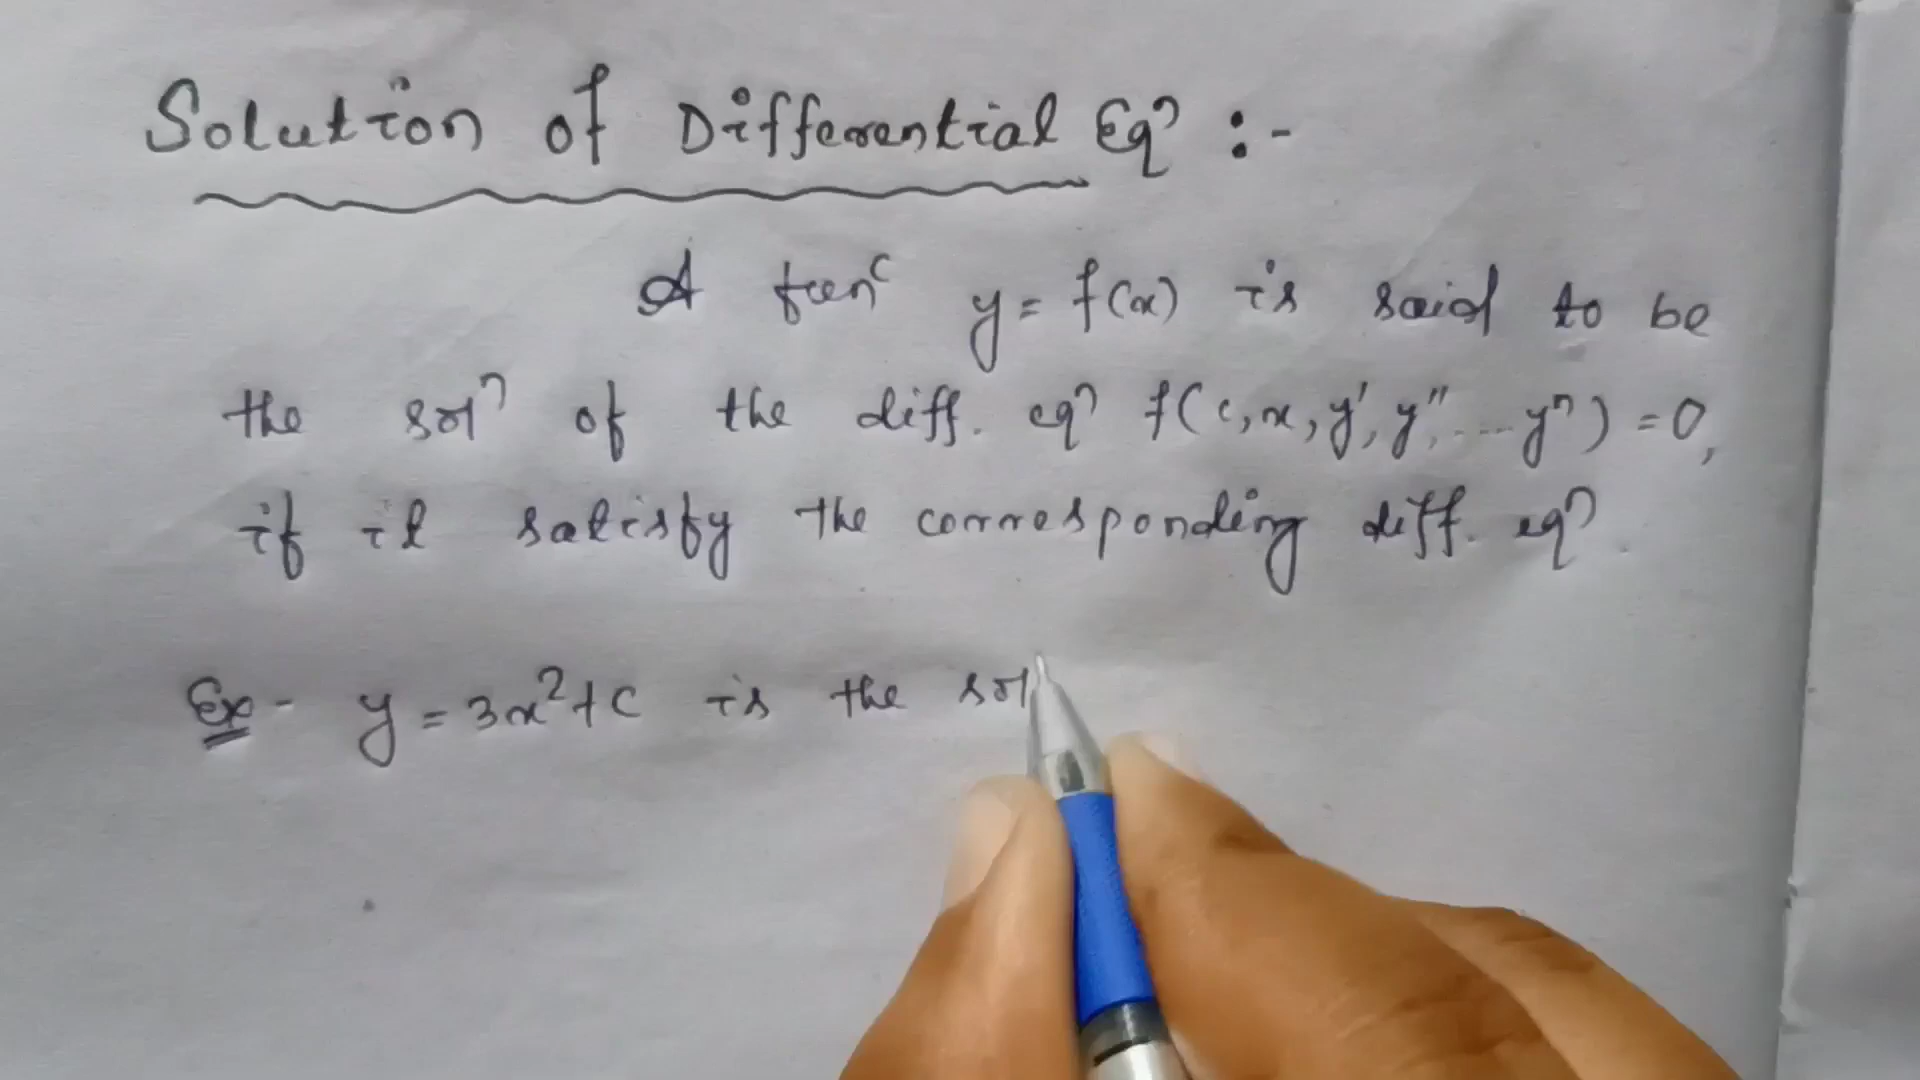 Solution of Differential Eqⁿ :-
A funᶜ y = f(x) is said to be
the solⁿ of the diff. eqⁿ f(c, x, y', y'', .... yⁿ) = 0,
if it satisfy the corresponding diff. eqⁿ.
Ex - y = 3x² + c is the sol